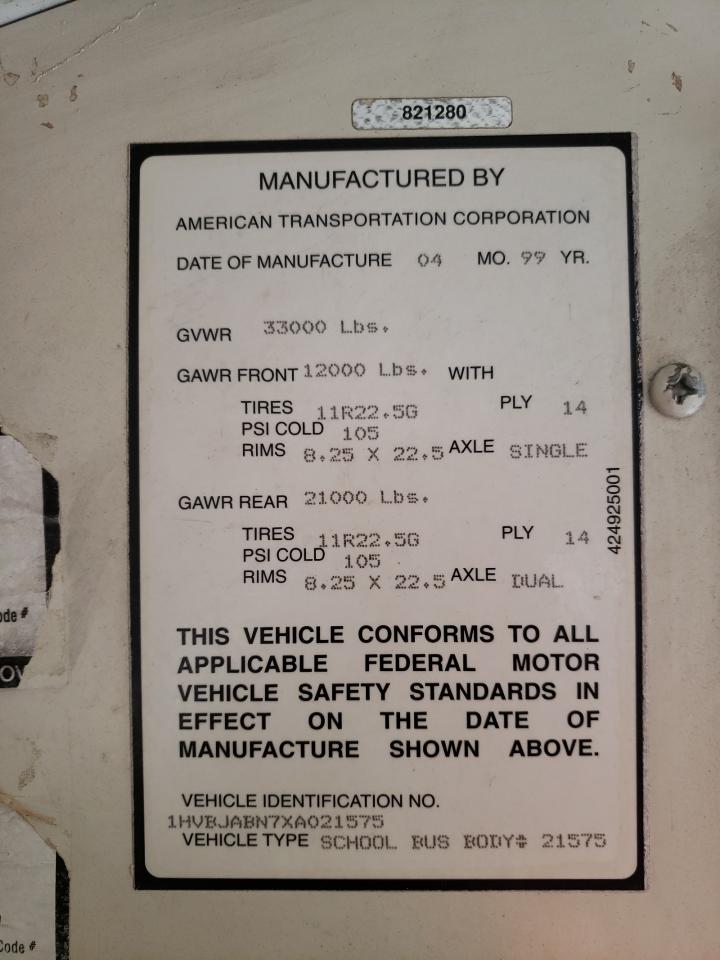 821280
MANUFACTURED BY
AMERICAN TRANSPORTATION CORPORATION
DATE OF MANUFACTURE 04 MO. 99 YR.
GVWR 33000 Lbs.
GAWR FRONT 12000 Lbs. WITH
TIRES 11R22.5G PLY 14
PSI COLD 105
RIMS 8.25 X 22.5 AXLE SINGLE
GAWR REAR 21000 Lbs.
424925001
TIRES 11R22.5G PLY 14
PSI COLD 105
RIMS 8.25 X 22.5 AXLE DUAL
THIS VEHICLE CONFORMS TO ALL
APPLICABLE FEDERAL MOTOR
VEHICLE SAFETY STANDARDS IN
EFFECT ON THE DATE OF
MANUFACTURE SHOWN ABOVE.
VEHICLE IDENTIFICATION NO.
1HVBJABN7XA021575
VEHICLE TYPE SCHOOL BUS BODY# 21575
Code #